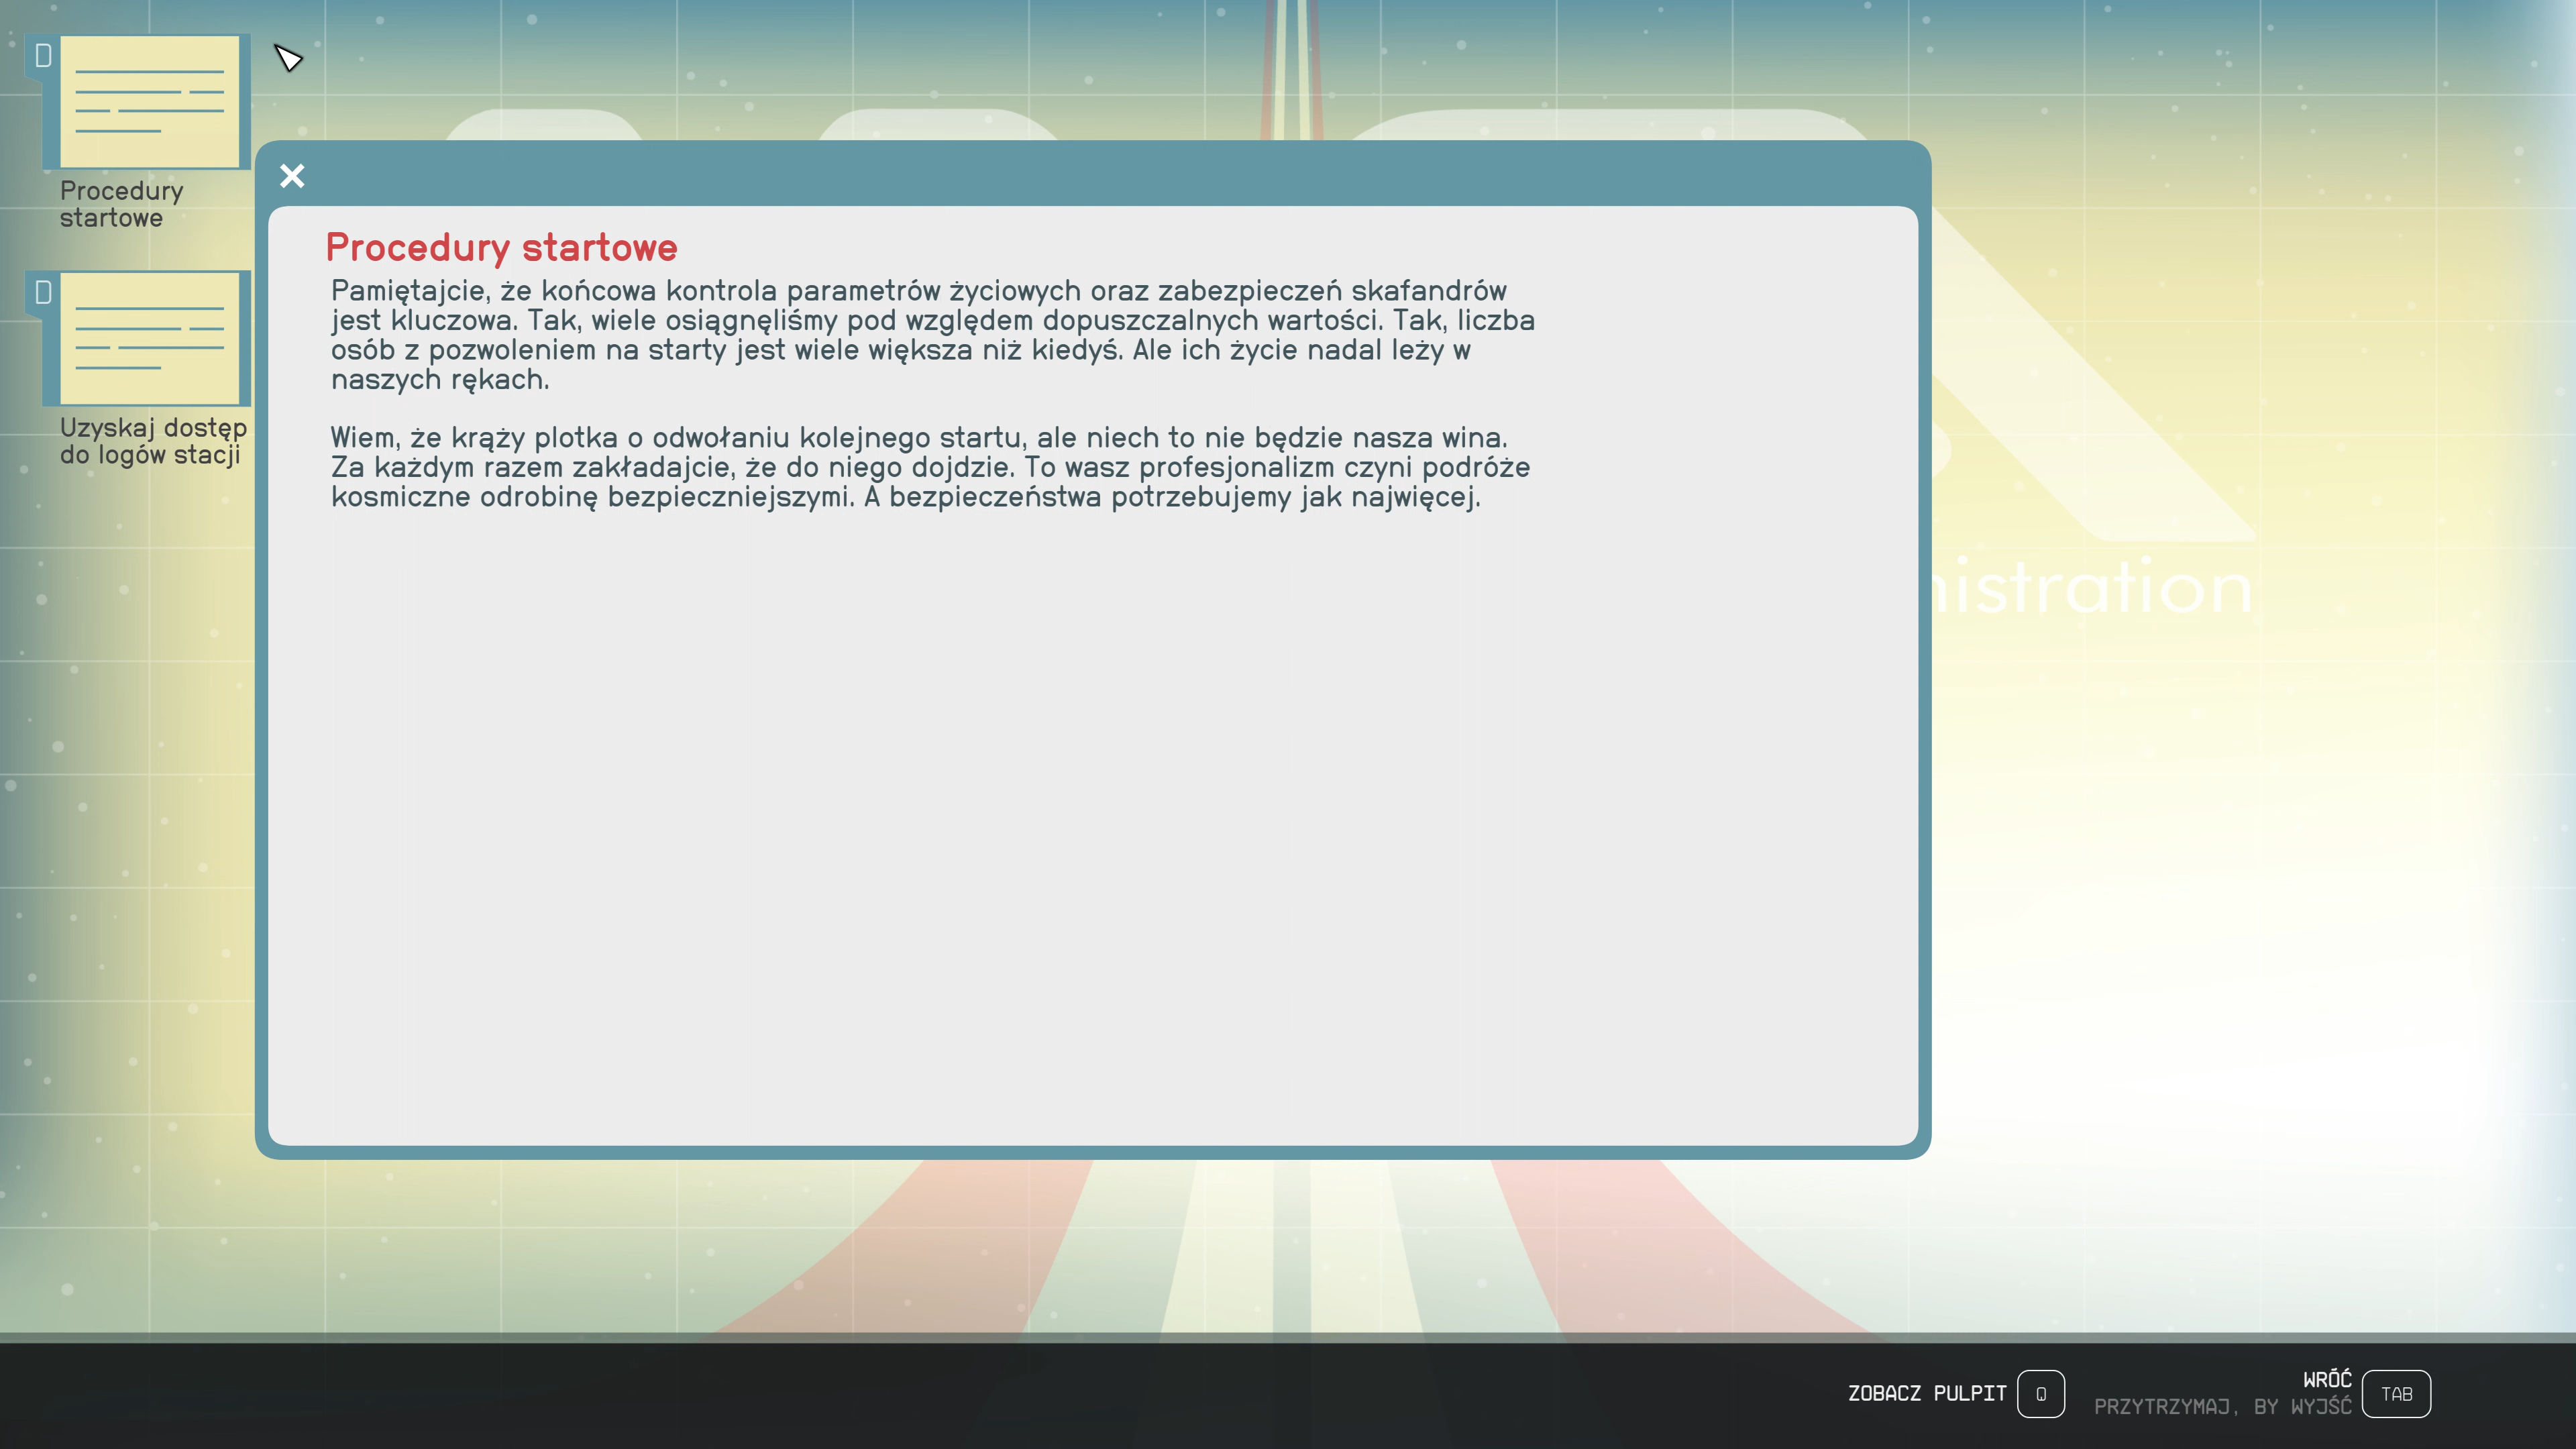 Procedury
startowe
Uzyskaj dostęp
do logów stacji
Procedury startowe
Pamiętajcie, że końcowa kontrola parametrów życiowych oraz zabezpieczeń skafandrów
jest kluczowa. Tak, wiele osiągnęliśmy pod względem dopuszczalnych wartości. Tak, liczba
osób z pozwoleniem na starty jest wiele większa niż kiedyś. Ale ich życie nadal leży w
naszych rękach.
Wiem, że krąży plotka o odwołaniu kolejnego startu, ale niech to nie będzie nasza wina.
Za każdym razem zakładajcie, że do niego dojdzie. To wasz profesjonalizm czyni podróże
kosmiczne odrobinę bezpieczniejszymi. A bezpieczeństwa potrzebujemy jak najwięcej.
nistration
ZOBACZ PULPIT Q
WRÓĆ TAB
PRZYTRZYMAJ, BY WYJŚĆ